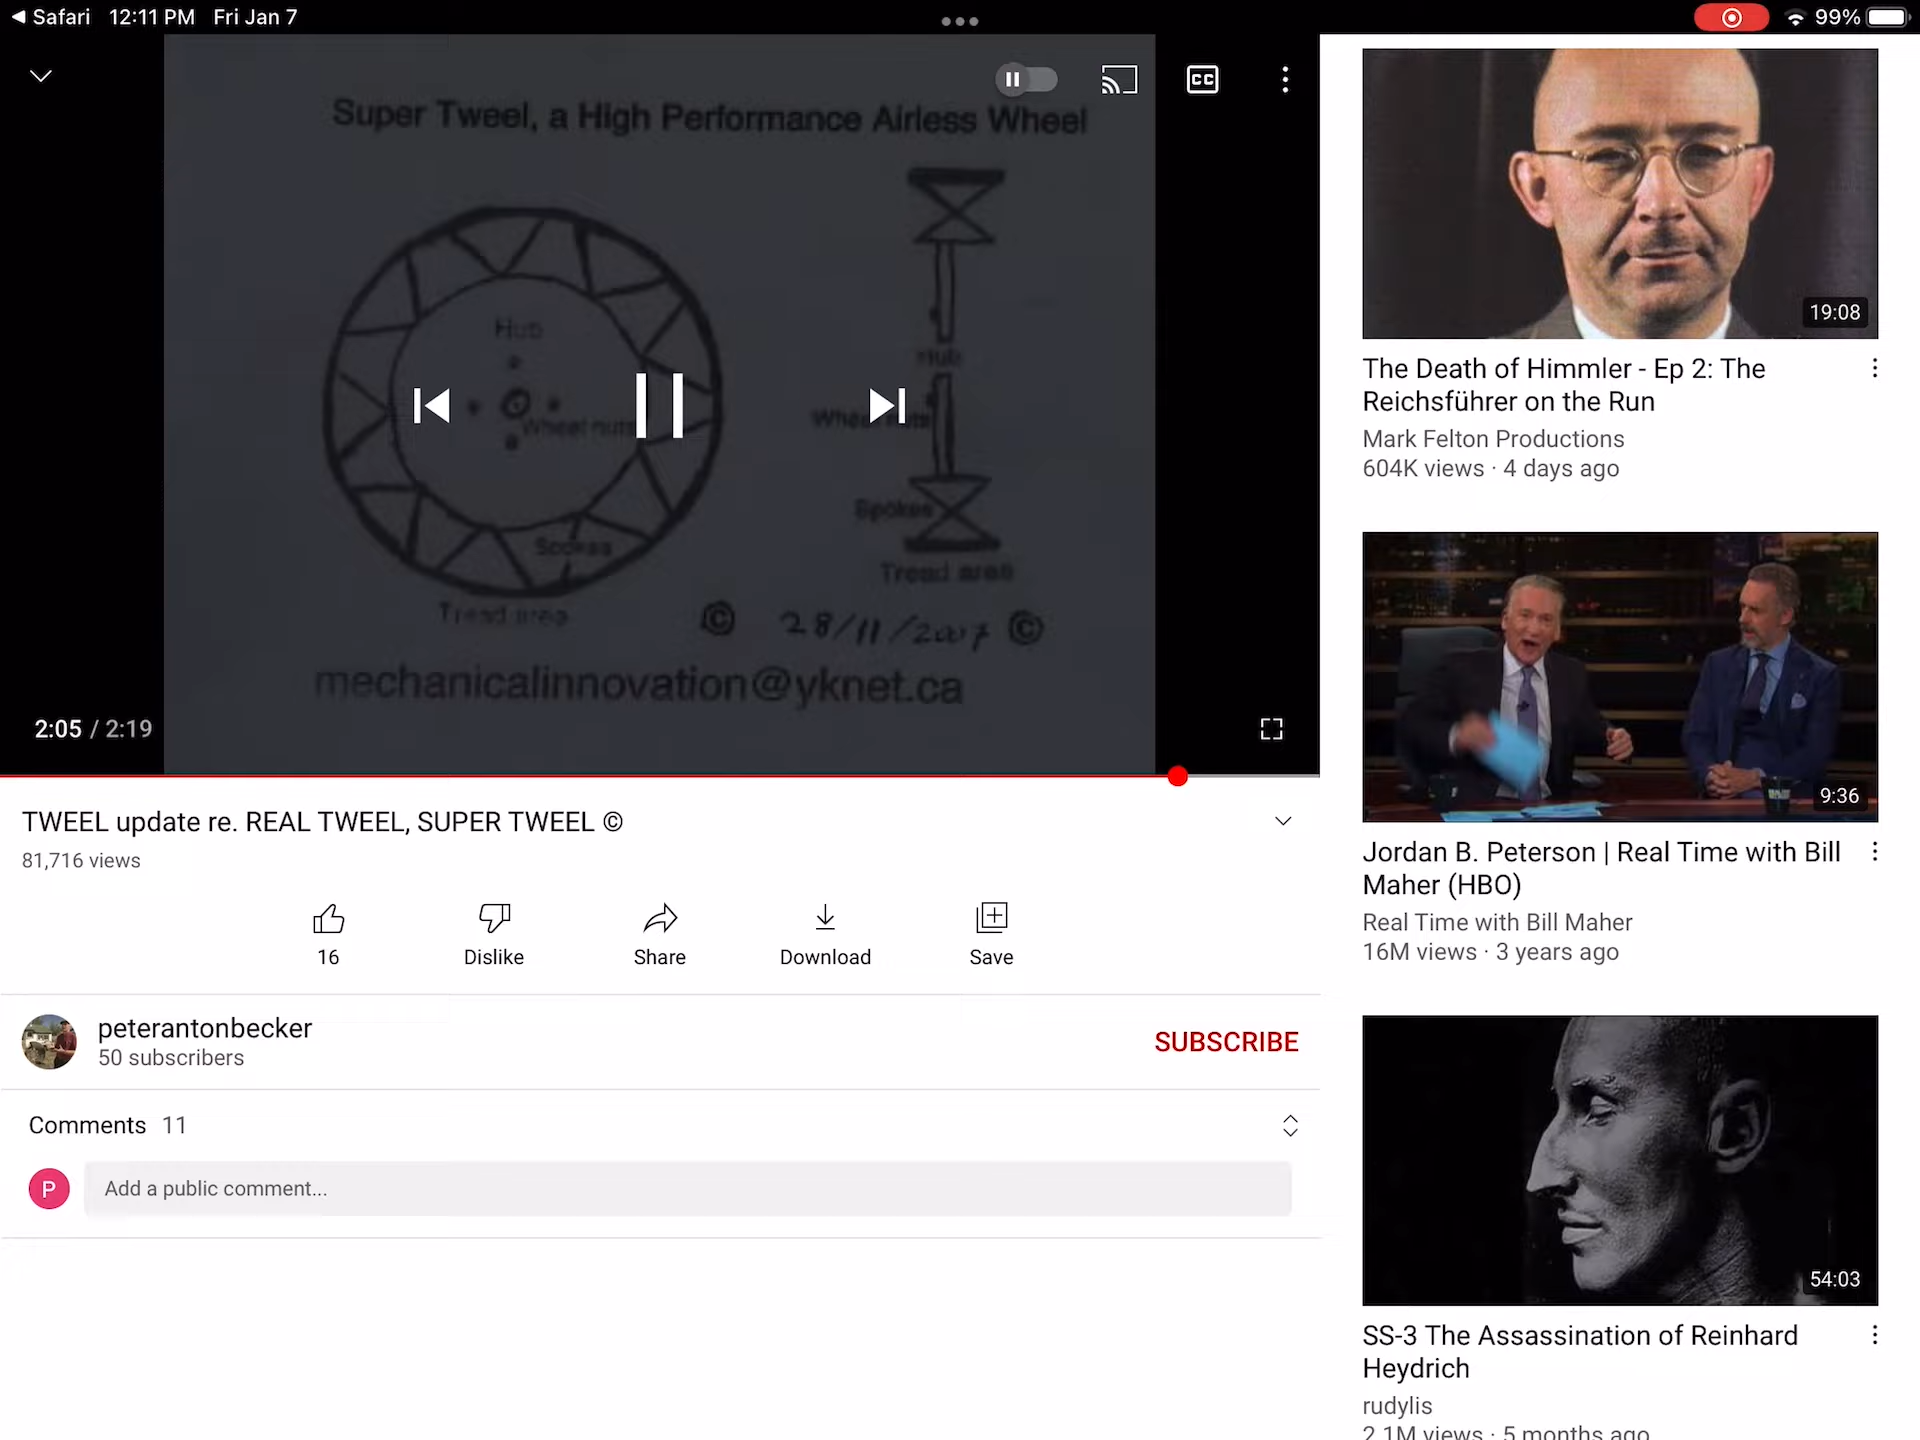 Safari 12:11 PM Fri Jan 7
99%
CC
Super Tweel, a High Performance Airless Wheel
Hub
Hub
Wheel nuts
Wheel nuts
Spokes
Spokes
Tread area
Tread area
© 28/11/2007 ©
mechanicalinnovation@yknet.ca
2:05 / 2:19
TWEEL update re. REAL TWEEL, SUPER TWEEL ©
81,716 views
16
Dislike
Share
Download
Save
peterantonbecker
50 subscribers
SUBSCRIBE
Comments 11
P
Add a public comment...
19:08
The Death of Himmler - Ep 2: The
Reichsführer on the Run
Mark Felton Productions
604K views · 4 days ago
9:36
Jordan B. Peterson | Real Time with Bill
Maher (HBO)
Real Time with Bill Maher
16M views · 3 years ago
54:03
SS-3 The Assassination of Reinhard
Heydrich
rudylis
2.1M views · 5 months ago